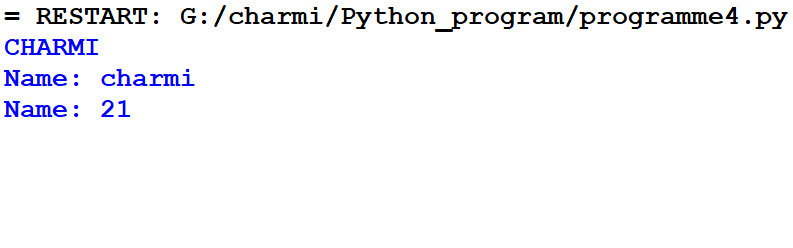 = RESTART: G:/charmi/Python_program/programme4.py
CHARMI
Name: charmi
Name: 21